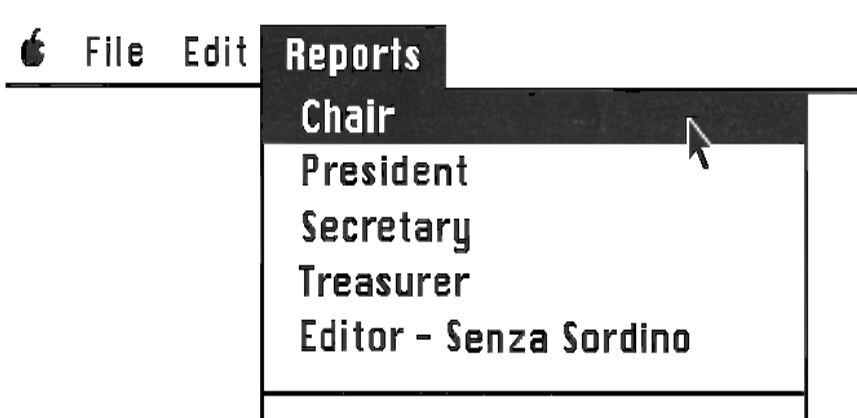 File Edit Reports
Chair
President
Secretary
Treasurer
Editor - Senza Sordino